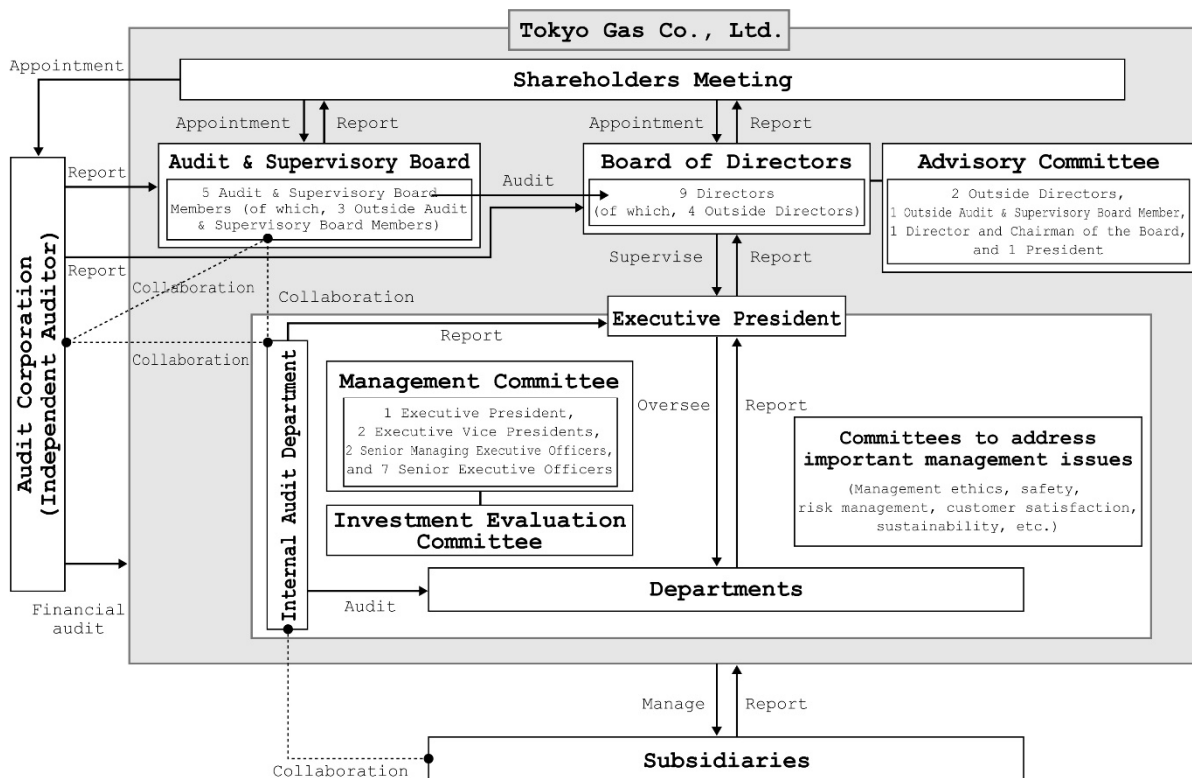 Tokyo Gas Co., Ltd.
Appointment
Shareholders Meeting
Appointment
Report
Appointment
Report
Audit & Supervisory Board
5 Audit & Supervisory Board
Members (of which, 3 Outside Audit
& Supervisory Board Members)
Audit
Board of Directors
9 Directors
(of which, 4 Outside Directors)
Advisory Committee
2 Outside Directors,
1 Outside Audit & Supervisory Board Member,
1 Director and Chairman of the Board,
and 1 President
Report
Report
Audit Corporation
(Independent Auditor)
Collaboration
Collaboration
Collaboration
Supervise
Report
Executive President
Report
Internal Audit Department
Management Committee
1 Executive President,
2 Executive Vice Presidents,
2 Senior Managing Executive Officers,
and 7 Senior Executive Officers
Investment Evaluation
Committee
Oversee
Report
Committees to address
important management issues
(Management ethics, safety,
risk management, customer satisfaction,
sustainability, etc.)
Audit
Departments
Financial
audit
Manage
Report
Collaboration
Subsidiaries